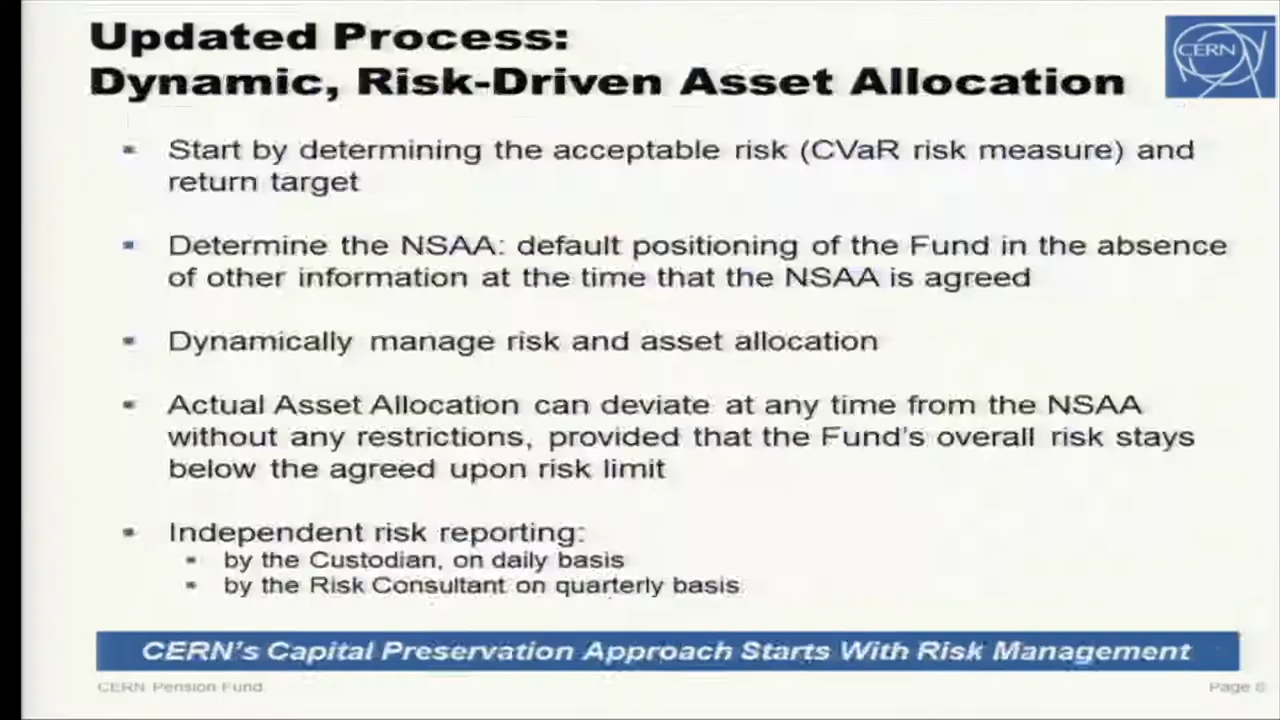 Updated Process:
Dynamic, Risk-Driven Asset Allocation
CERN
Start by determining the acceptable risk (CVaR risk measure) and
return target
Determine the NSAA: default positioning of the Fund in the absence
of other information at the time that the NSAA is agreed
Dynamically manage risk and asset allocation
Actual Asset Allocation can deviate at any time from the NSAA
without any restrictions, provided that the Fund's overall risk stays
below the agreed upon risk limit
Independent risk reporting:
by the Custodian, on daily basis
by the Risk Consultant on quarterly basis
CERN's Capital Preservation Approach Starts With Risk Management
CERN Pension Fund
Page